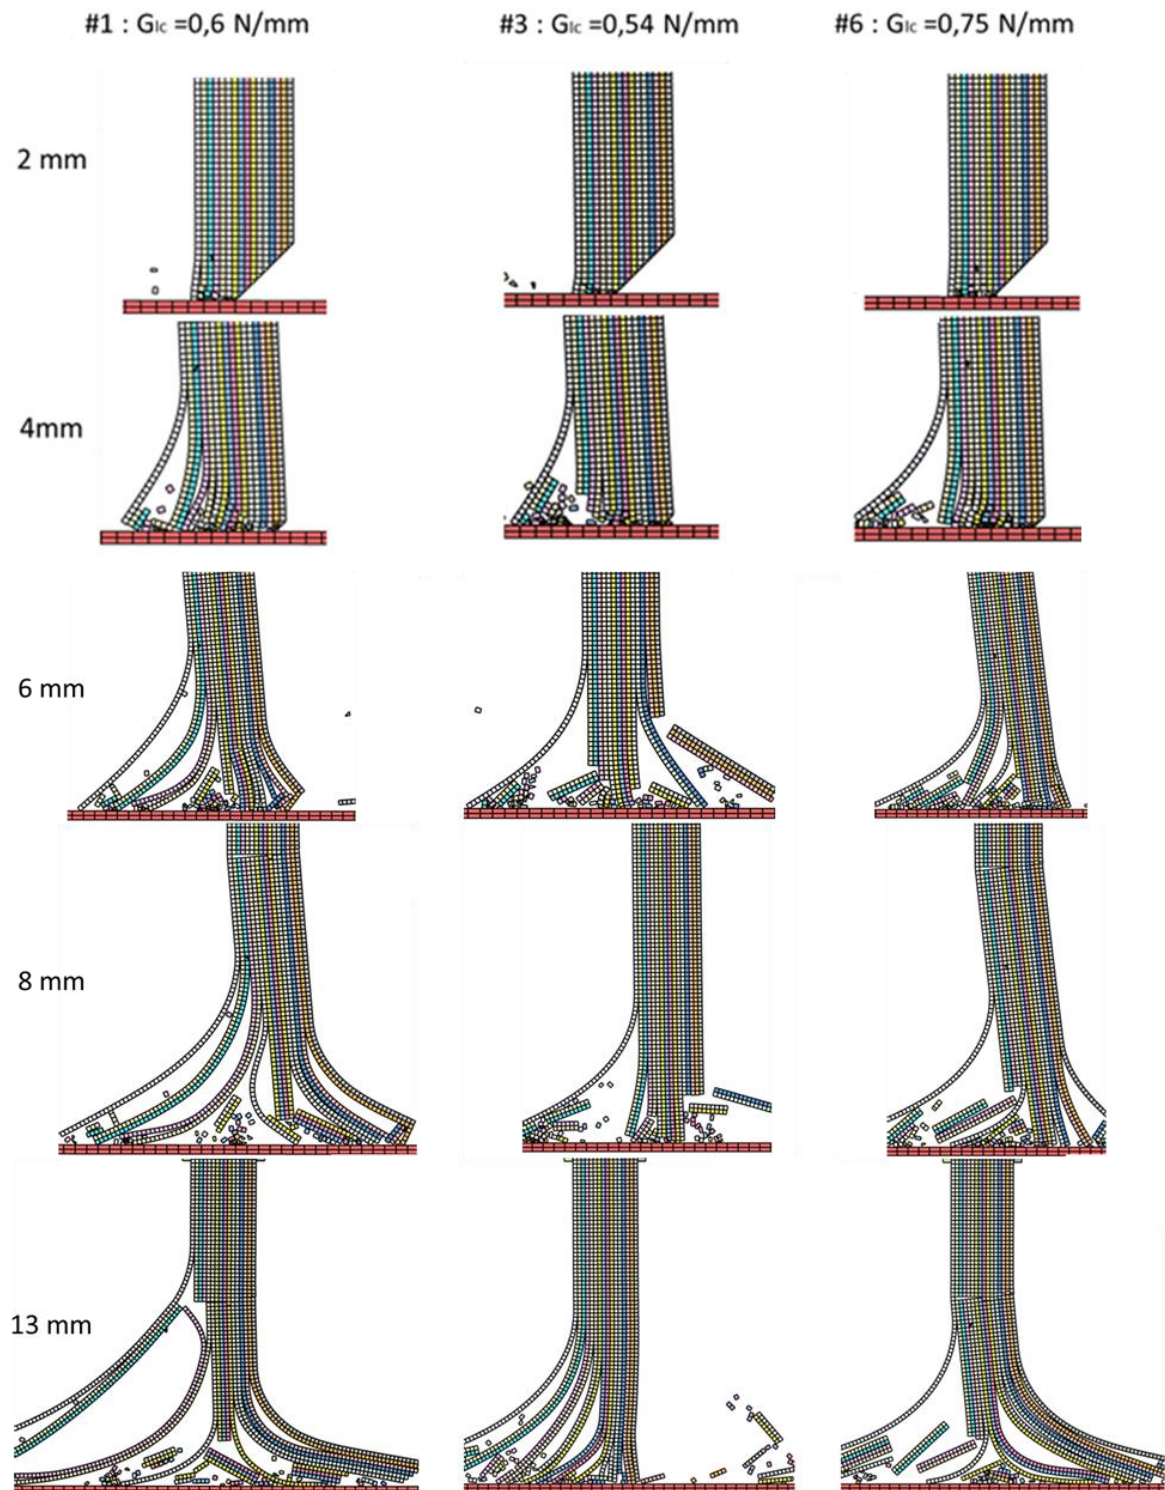 #1 : GIc =0,6 N/mm
#3 : GIc =0,54 N/mm
#6 : GIc =0,75 N/mm
2 mm
4mm
6 mm
8 mm
13 mm